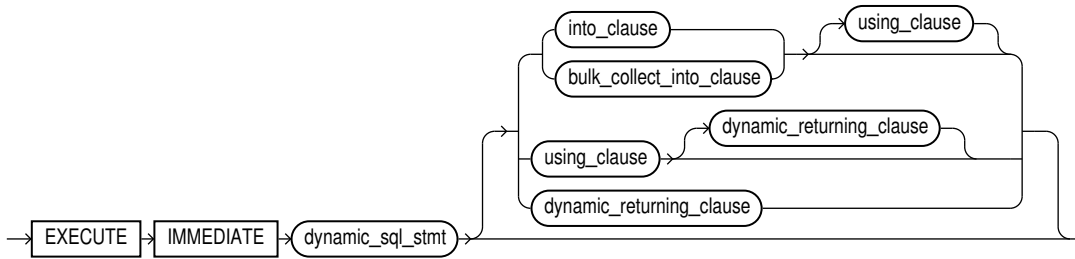 into_clause
using_clause
bulk_collect_into_clause
dynamic_returning_clause
using_clause
dynamic_returning_clause
EXECUTE IMMEDIATE dynamic_sql_stmt